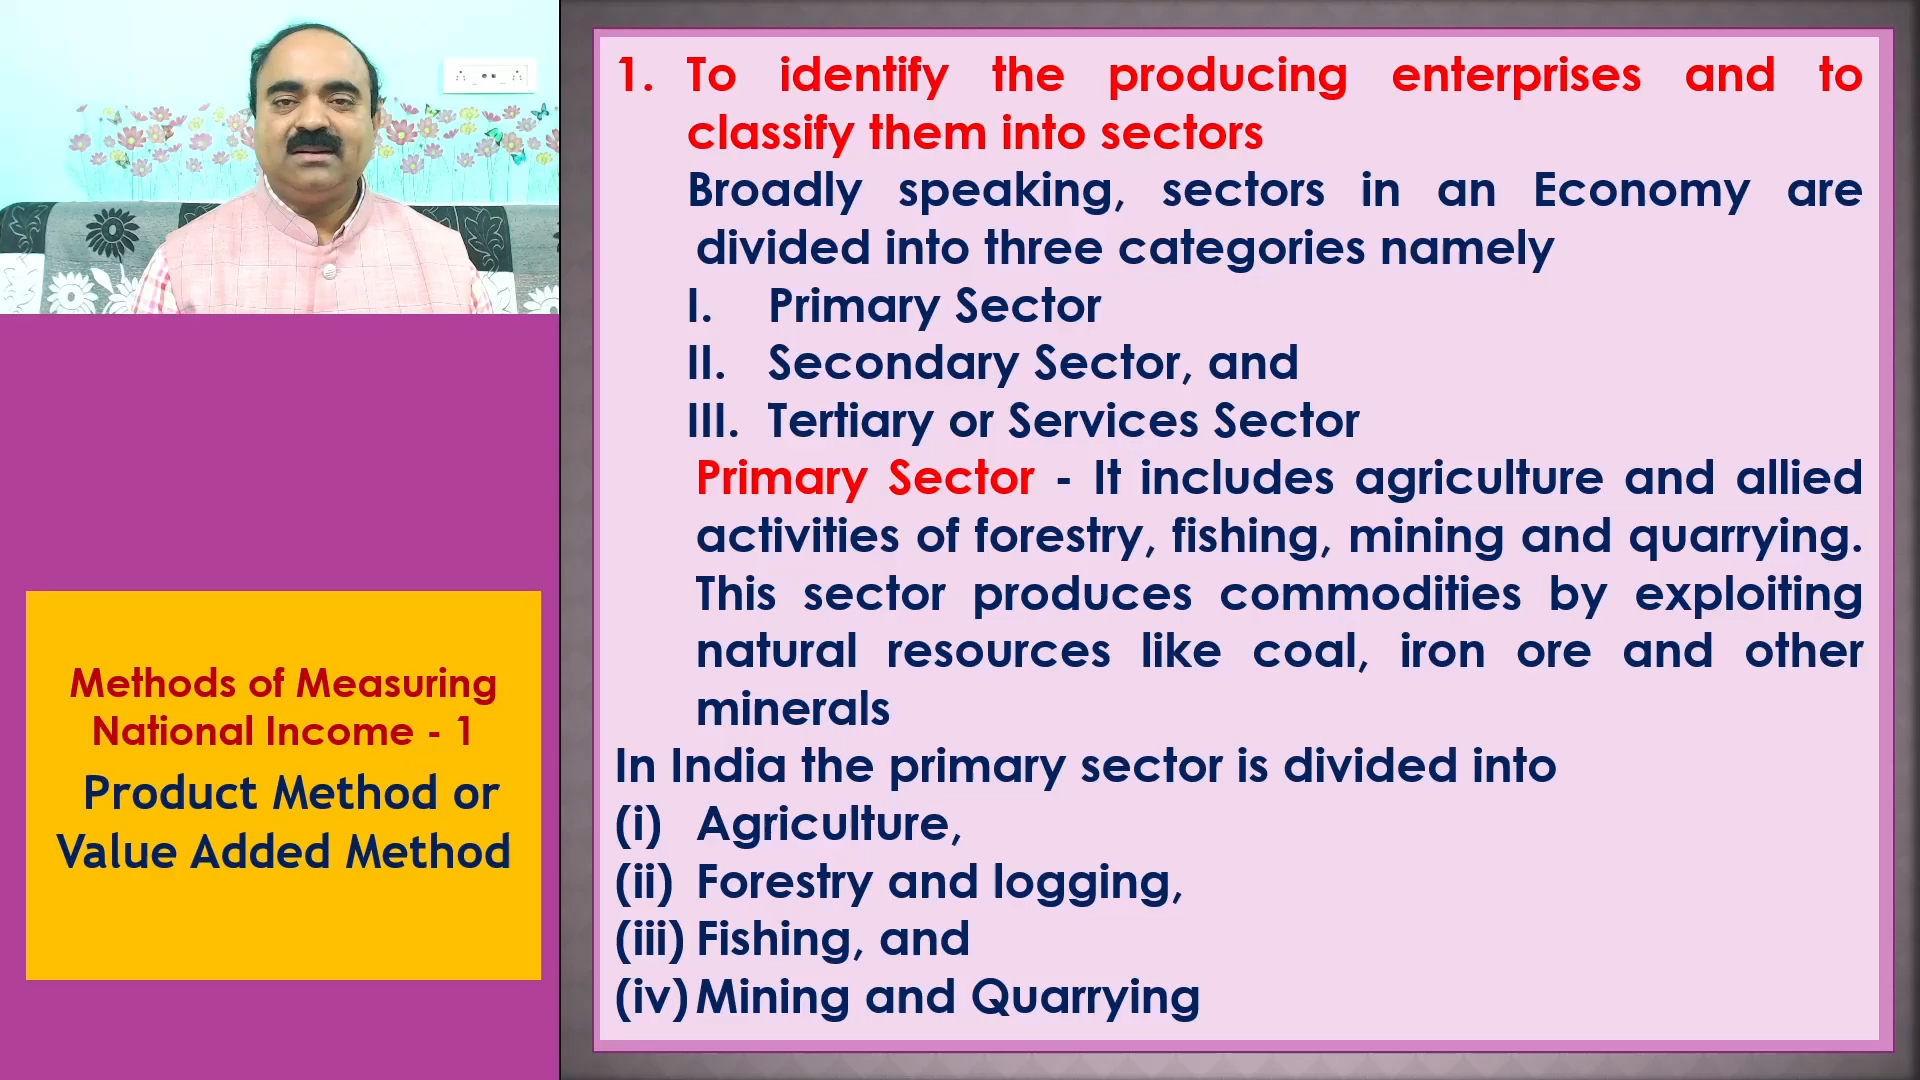 1. To identify the producing enterprises and to
classify them into sectors
Broadly speaking, sectors in an Economy are
divided into three categories namely
I. Primary Sector
II. Secondary Sector, and
III. Tertiary or Services Sector
Primary Sector - It includes agriculture and allied
activities of forestry, fishing, mining and quarrying.
This sector produces commodities by exploiting
natural resources like coal, iron ore and other
minerals
In India the primary sector is divided into
(i) Agriculture,
(ii) Forestry and logging,
(iii) Fishing, and
(iv) Mining and Quarrying
Methods of Measuring
National Income - 1
Product Method or
Value Added Method